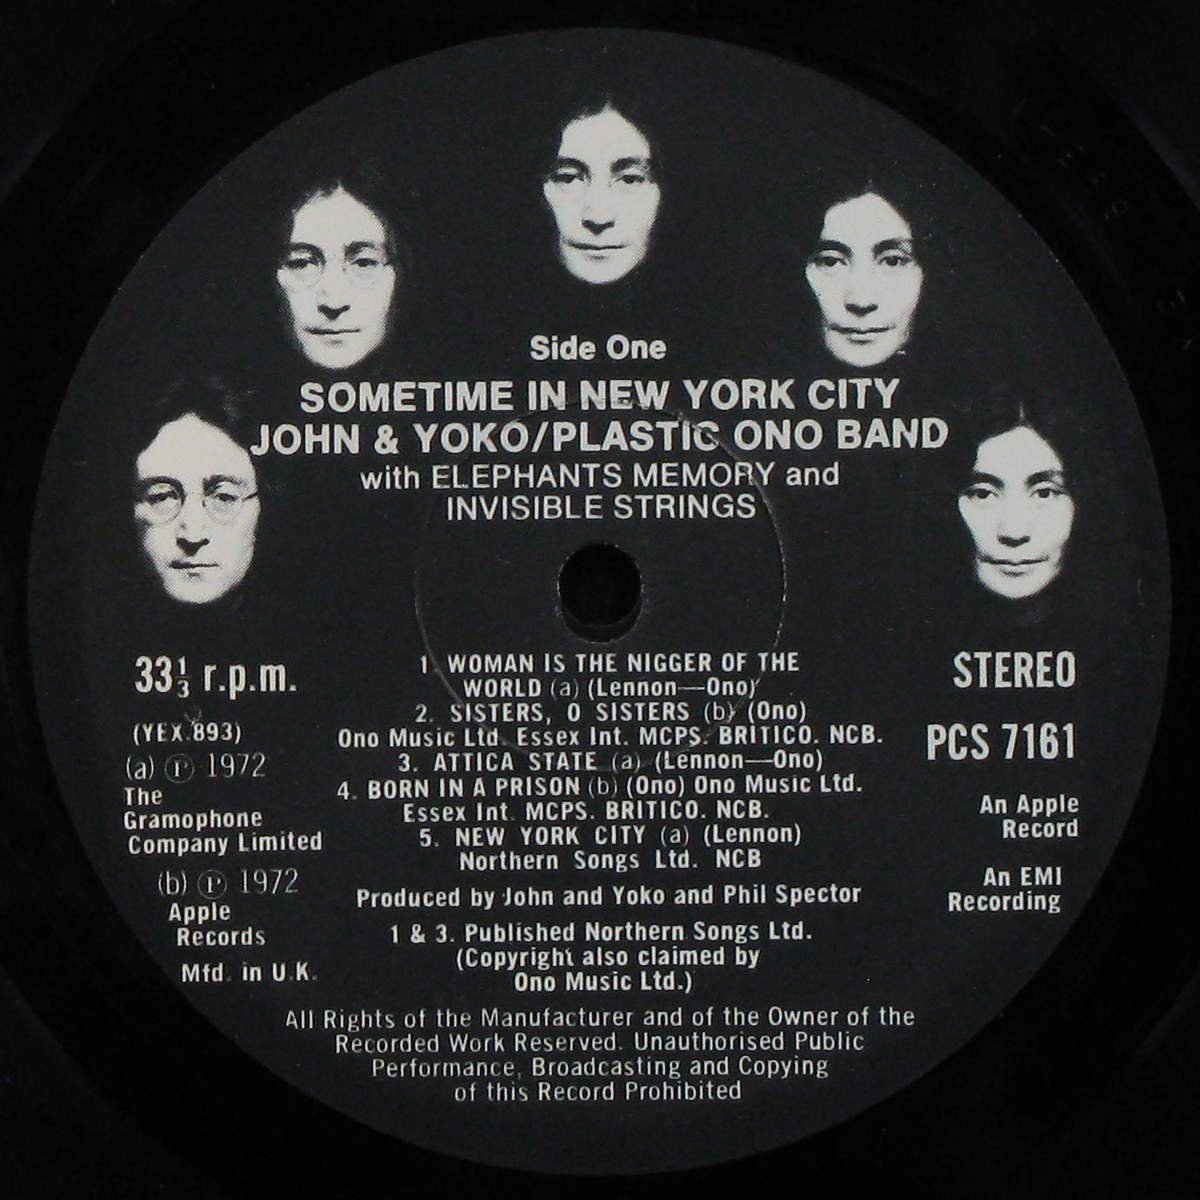 Side One
SOMETIME IN NEW YORK CITY
JOHN & YOKO/PLASTIC ONO BAND
with ELEPHANTS MEMORY and
INVISIBLE STRINGS
33⅓ r.p.m.
(YEX.893)
(a) ℗ 1972
The
Gramophone
Company Limited
(b) ℗ 1972
Apple
Records
Mfd. in U.K.
1. WOMAN IS THE NIGGER OF THE
WORLD (a) (Lennon—Ono)
2. SISTERS, O SISTERS (b) (Ono)
Ono Music Ltd. Essex Int. MCPS. BRITICO. NCB.
3. ATTICA STATE (a) (Lennon—Ono)
4. BORN IN A PRISON (b) (Ono) Ono Music Ltd.
Essex Int. MCPS. BRITICO. NCB.
5. NEW YORK CITY (a) (Lennon)
Northern Songs Ltd. NCB
Produced by John and Yoko and Phil Spector
1 & 3. Published Northern Songs Ltd.
(Copyright also claimed by
Ono Music Ltd.)
STEREO
PCS 7161
An Apple
Record
An EMI
Recording
All Rights of the Manufacturer and of the Owner of the
Recorded Work Reserved. Unauthorised Public
Performance, Broadcasting and Copying
of this Record Prohibited